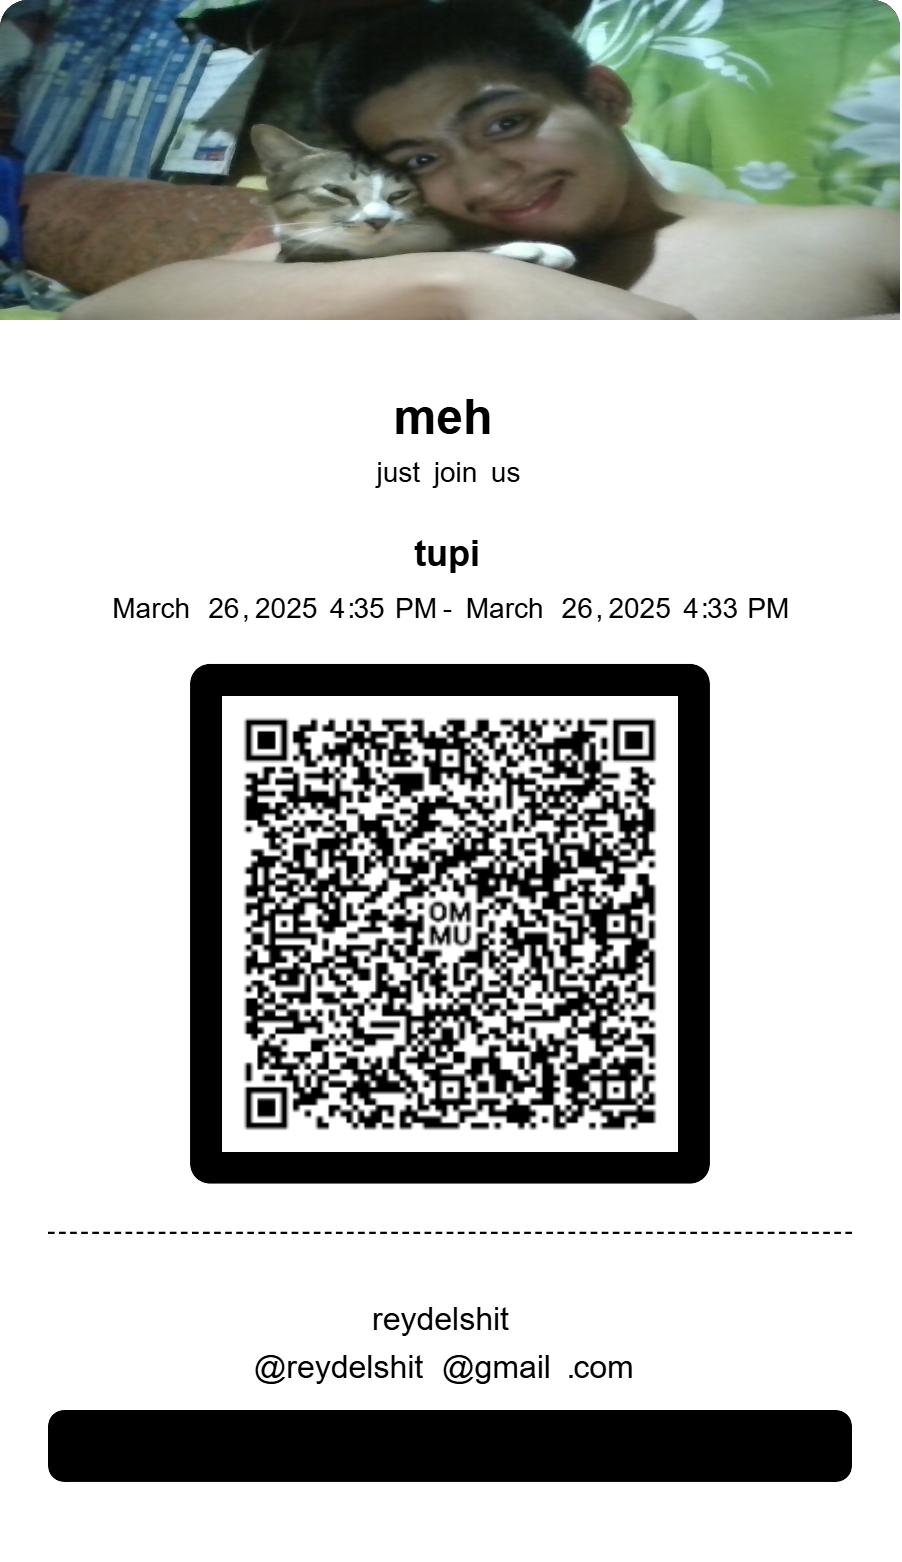 meh
just join us
tupi
March 26, 2025 4:35 PM - March 26, 2025 4:33 PM
OM
MU
reydelshit
@reydelshit @gmail .com